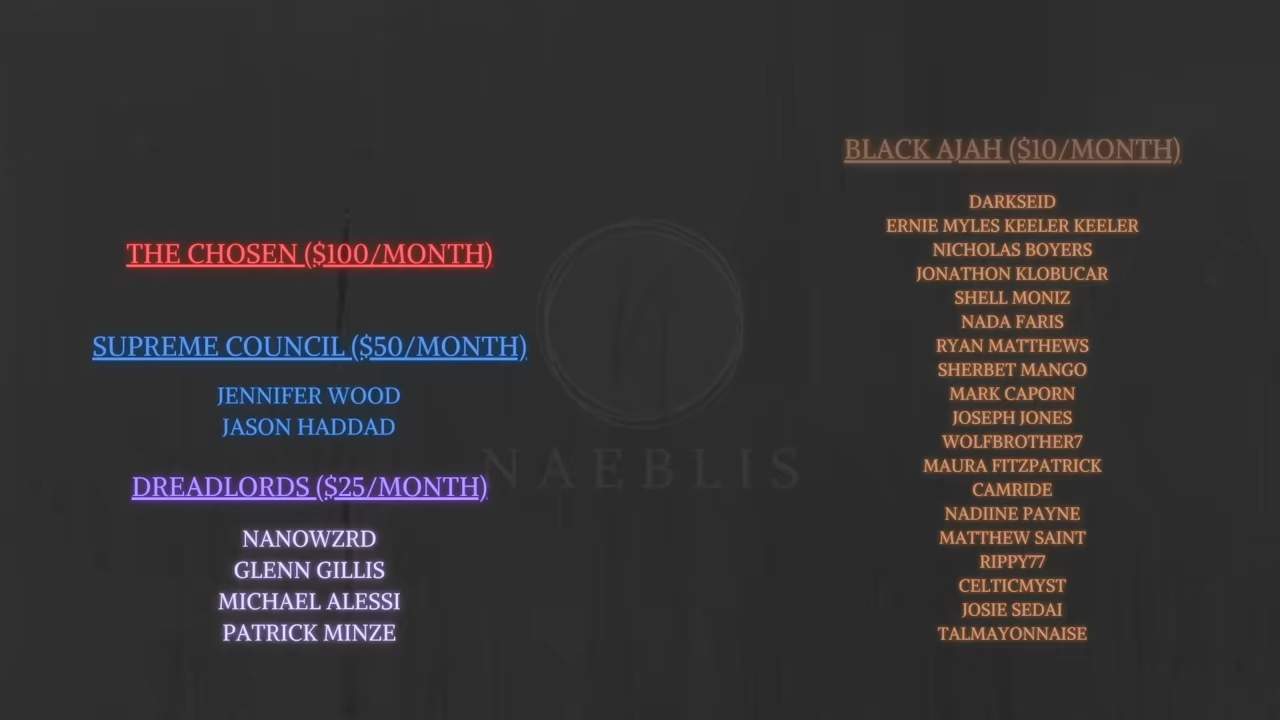 THE CHOSEN ($100/MONTH)
SUPREME COUNCIL ($50/MONTH)
JENNIFER WOOD
JASON HADDAD
DREADLORDS ($25/MONTH)
NANOWZRD
GLENN GILLIS
MICHAEL ALESSI
PATRICK MINZE
NAEBLIS
BLACK AJAH ($10/MONTH)
DARKSEID
ERNIE MYLES KEELER KEELER
NICHOLAS BOYERS
JONATHON KLOBUCAR
SHELL MONIZ
NADA FARIS
RYAN MATTHEWS
SHERBET MANGO
MARK CAPORN
JOSEPH JONES
WOLFBROTHER7
MAURA FITZPATRICK
CAMRIDE
NADIINE PAYNE
MATTHEW SAINT
RIPPY77
CELTICMYST
JOSIE SEDAI
TALMAYONNAISE